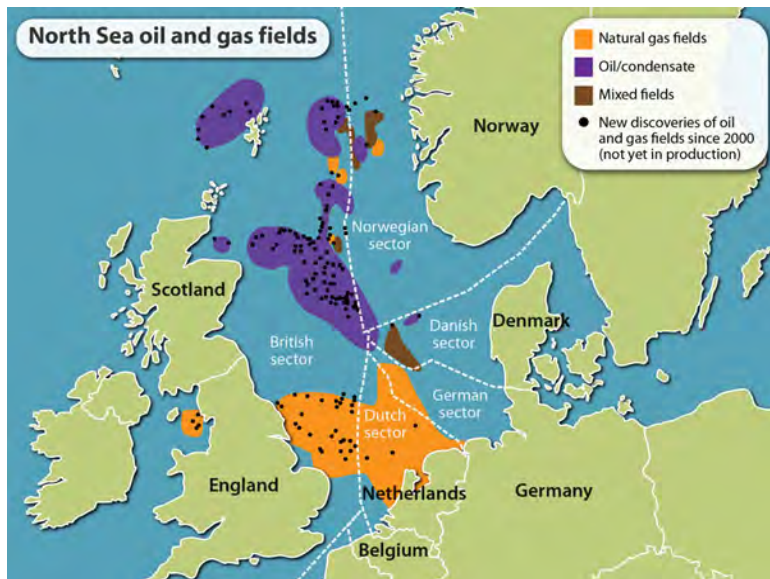 North Sea oil and gas fields
Natural gas fields
Oil/condensate
Mixed fields
New discoveries of oil
and gas fields since 2000
(not yet in production)
Norway
Norwegian
sector
Scotland
British
sector
Danish
sector
Denmark
German
sector
Dutch
sector
England
Netherlands
Germany
Belgium